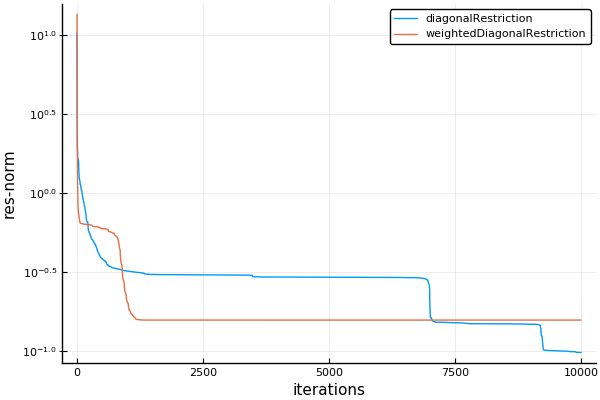 diagonalRestriction
weightedDiagonalRestriction
10^1.0
10^0.5
10^0.0
10^-0.5
10^-1.0
res-norm
0 2500 5000 7500 10000
iterations